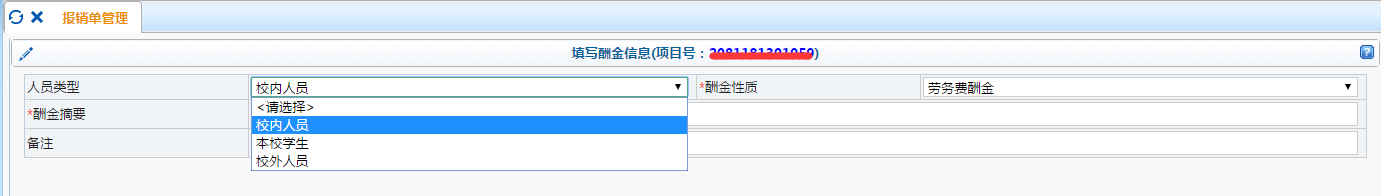 报销单管理
填写酬金信息(项目号：)
人员类型
校内人员
*酬金性质
劳务费酬金
<请选择>
*酬金摘要
校内人员
本校学生
备注
校外人员